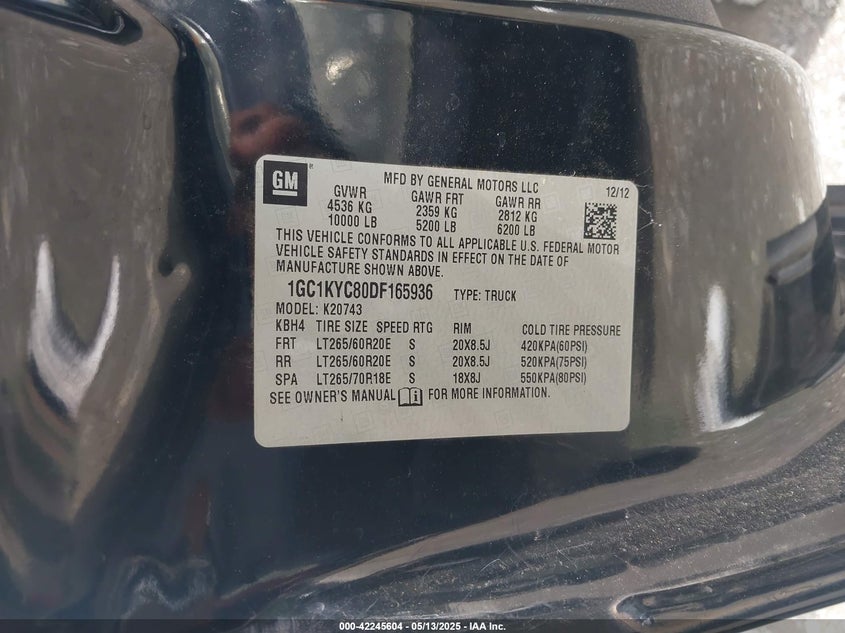 GM
MFD BY GENERAL MOTORS LLC 12/12
GVWR GAWR FRT GAWR RR
4536 KG 2359 KG 2812 KG
10000 LB 5200 LB 6200 LB
THIS VEHICLE CONFORMS TO ALL APPLICABLE U.S. FEDERAL MOTOR
VEHICLE SAFETY STANDARDS IN EFFECT ON THE DATE OF
MANUFACTURE SHOWN ABOVE.
1GC1KYC80DF165936 TYPE: TRUCK
MODEL: K20743
KBH4 TIRE SIZE SPEED RTG RIM COLD TIRE PRESSURE
FRT LT265/60R20E S 20X8.5J 420KPA(60PSI)
RR LT265/60R20E S 20X8.5J 520KPA(75PSI)
SPA LT265/70R18E S 18X8J 550KPA(80PSI)
SEE OWNER'S MANUAL FOR MORE INFORMATION.
000-42245604 - 05/13/2025 - IAA Inc.